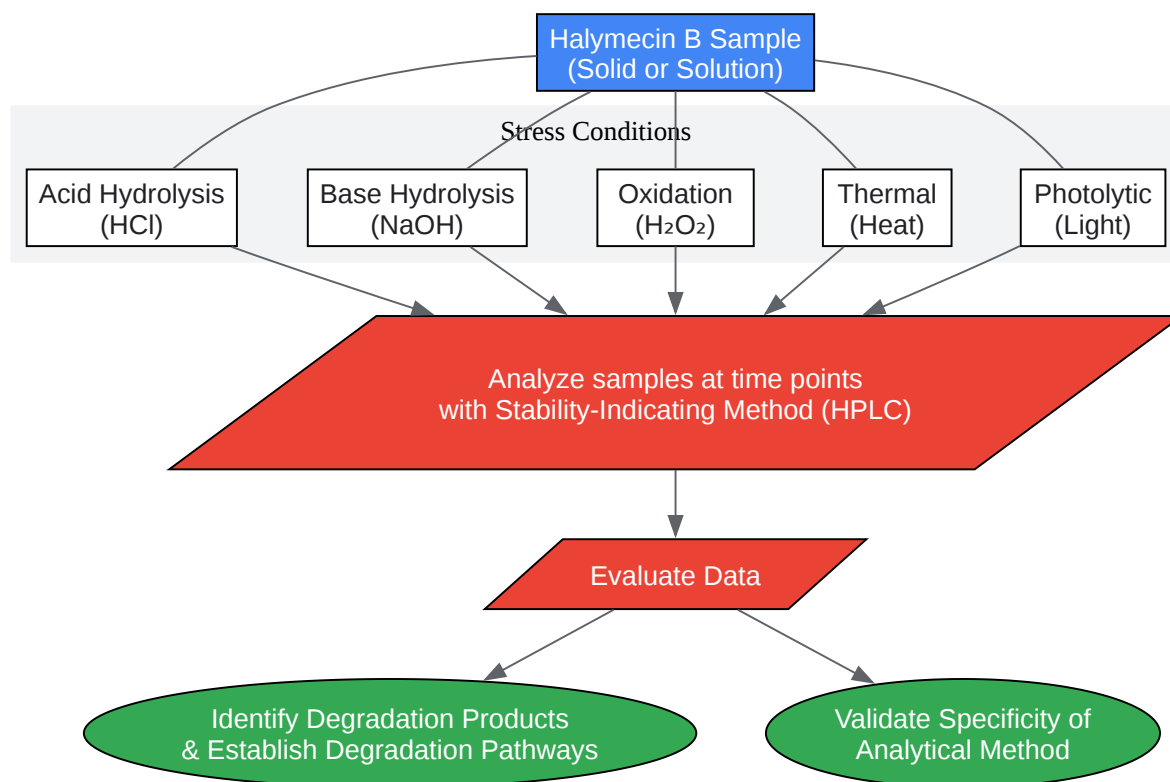 Halymecin B Sample
(Solid or Solution)
Stress Conditions
Acid Hydrolysis
(HCl)
Base Hydrolysis
(NaOH)
Oxidation
(H₂O₂)
Thermal
(Heat)
Photolytic
(Light)
Analyze samples at time points
with Stability-Indicating Method (HPLC)
Evaluate Data
Identify Degradation Products
& Establish Degradation Pathways
Validate Specificity of
Analytical Method